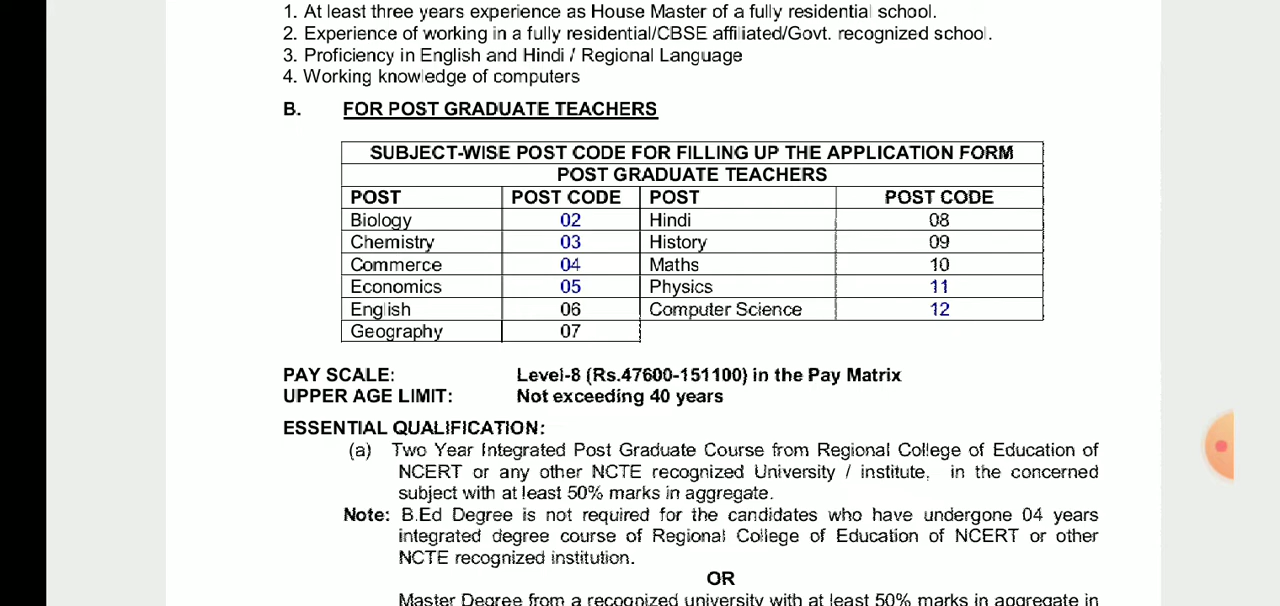 1. At least three years experience as House Master of a fully residential school.
2. Experience of working in a fully residential/CBSE affiliated/Govt. recognized school.
3. Proficiency in English and Hindi / Regional Language
4. Working knowledge of computers
B. FOR POST GRADUATE TEACHERS
SUBJECT-WISE POST CODE FOR FILLING UP THE APPLICATION FORM
POST GRADUATE TEACHERS
POST POST CODE POST POST CODE
Biology 02 Hindi 08
Chemistry 03 History 09
Commerce 04 Maths 10
Economics 05 Physics 11
English 06 Computer Science 12
Geography 07
PAY SCALE: Level-8 (Rs.47600-151100) in the Pay Matrix
UPPER AGE LIMIT: Not exceeding 40 years
ESSENTIAL QUALIFICATION:
(a) Two Year Integrated Post Graduate Course from Regional College of Education of
NCERT or any other NCTE recognized University / institute, in the concerned
subject with at least 50% marks in aggregate.
Note: B.Ed Degree is not required for the candidates who have undergone 04 years
integrated degree course of Regional College of Education of NCERT or other
NCTE recognized institution.
OR
Master Degree from a recognized university with at least 50% marks in aggregate in